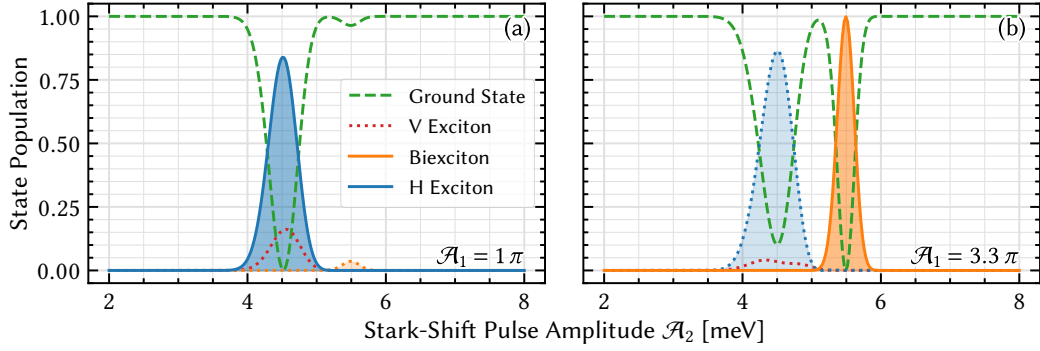 (a)
(b)
1.00
0.75
0.50
0.25
0.00
State Population
Ground State
V Exciton
Biexciton
H Exciton
𝒜₁ = 1 π
𝒜₁ = 3.3 π
2 4 6 8
2 4 6 8
Stark-Shift Pulse Amplitude 𝒜₂ [meV]